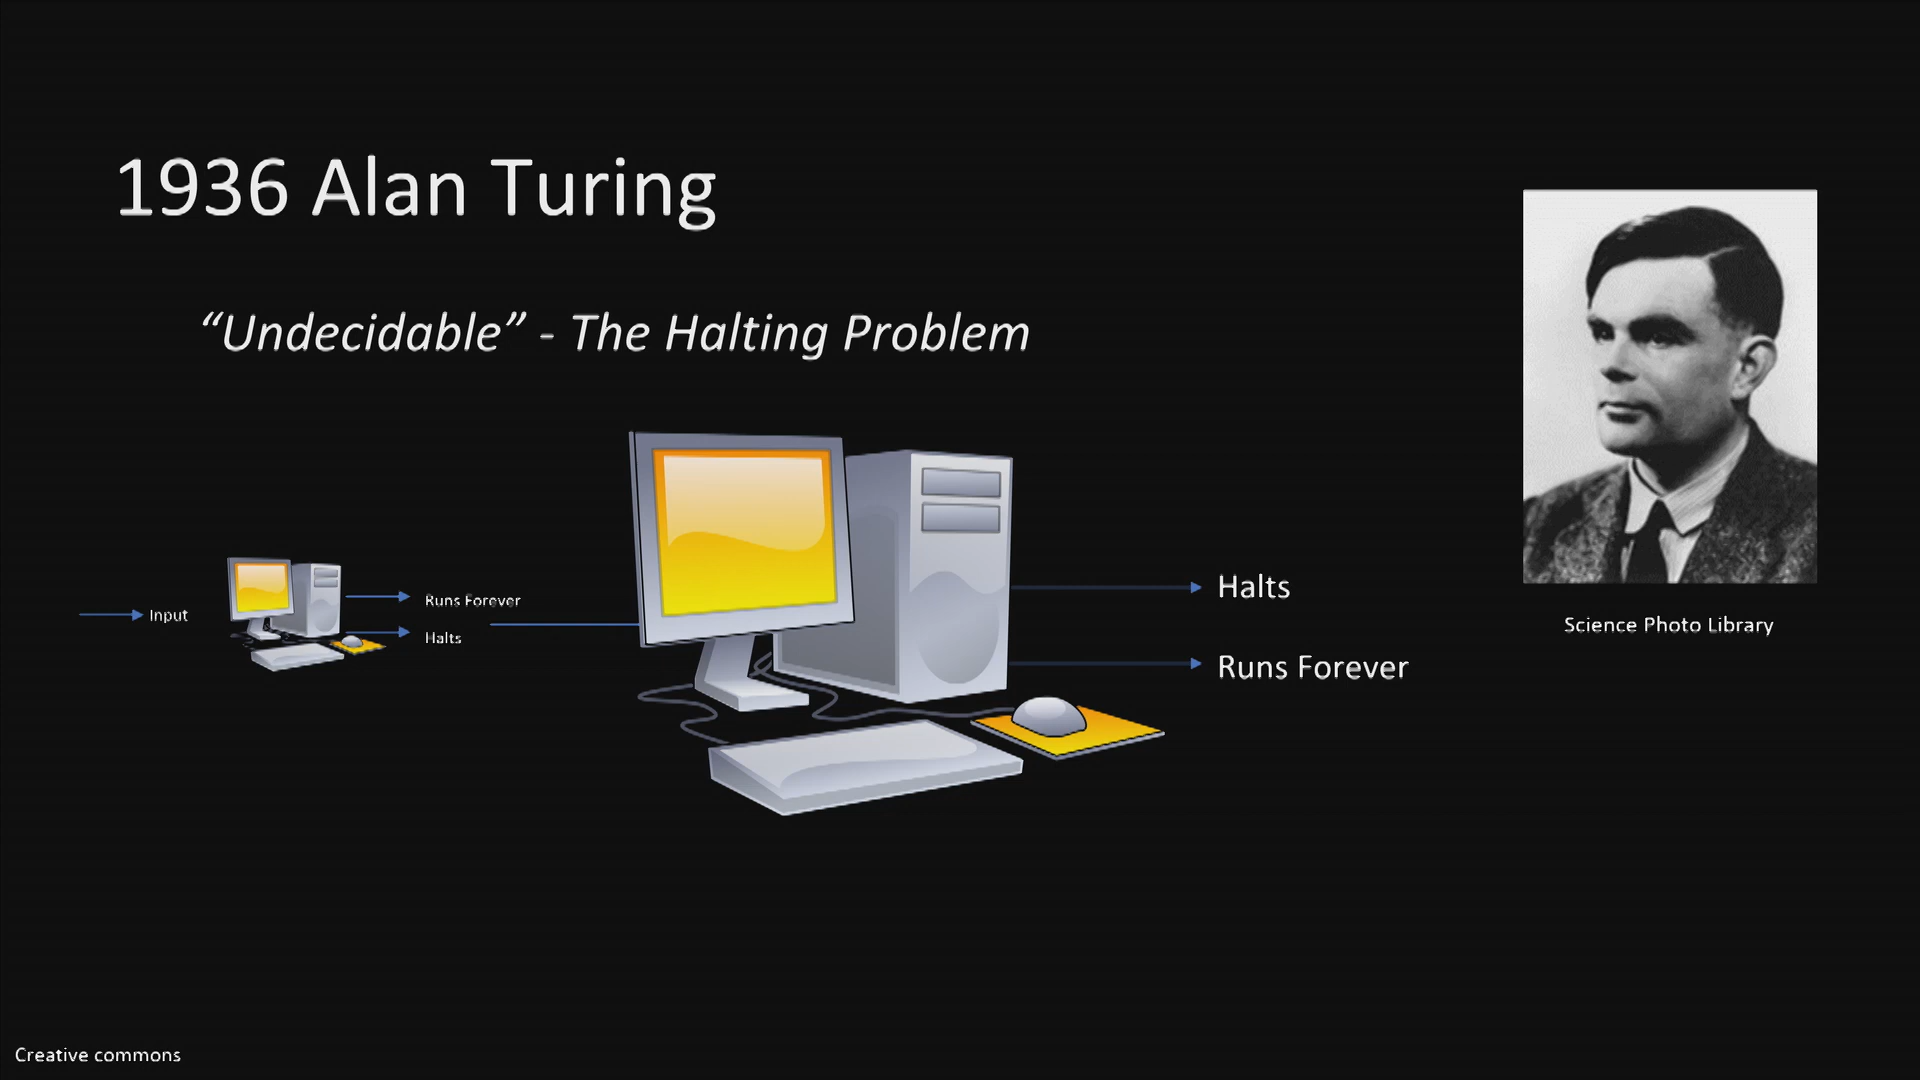 1936 Alan Turing
“Undecidable” - The Halting Problem
Input
Runs Forever
Halts
Halts
Runs Forever
Science Photo Library
Creative commons